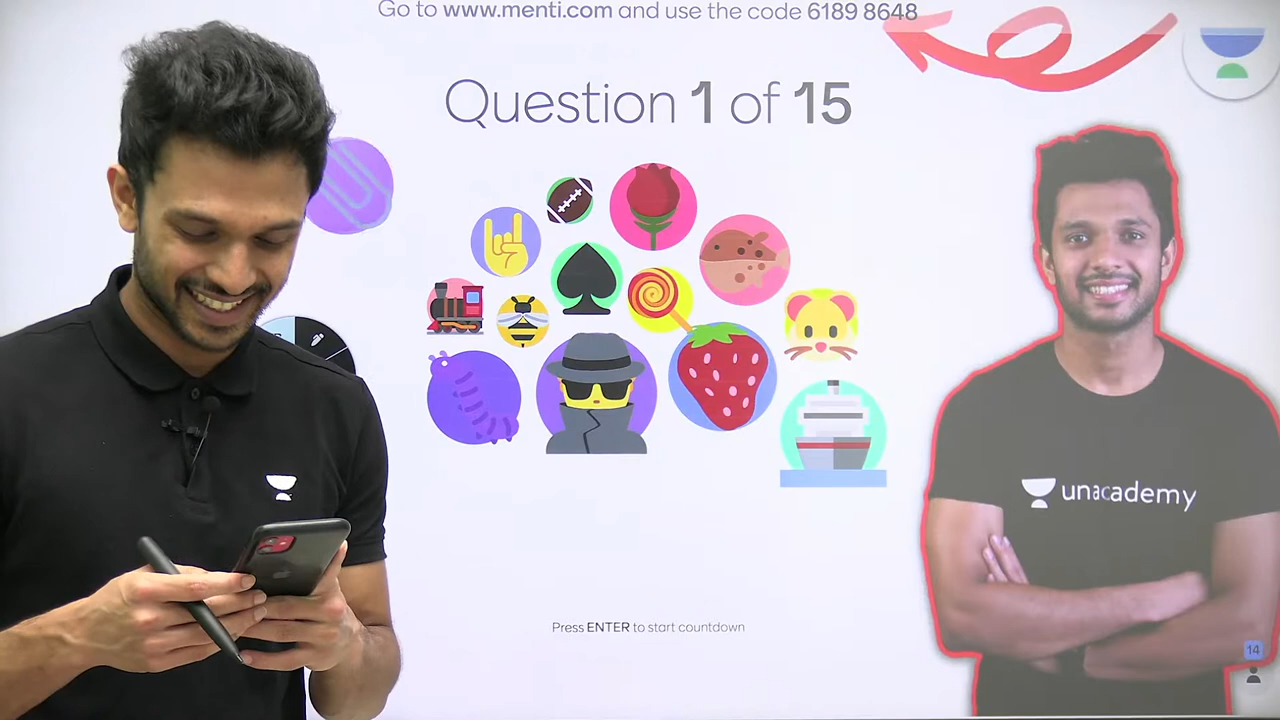 Go to www.menti.com and use the code 6189 8648
Question 1 of 15
unacademy
Press ENTER to start countdown
14